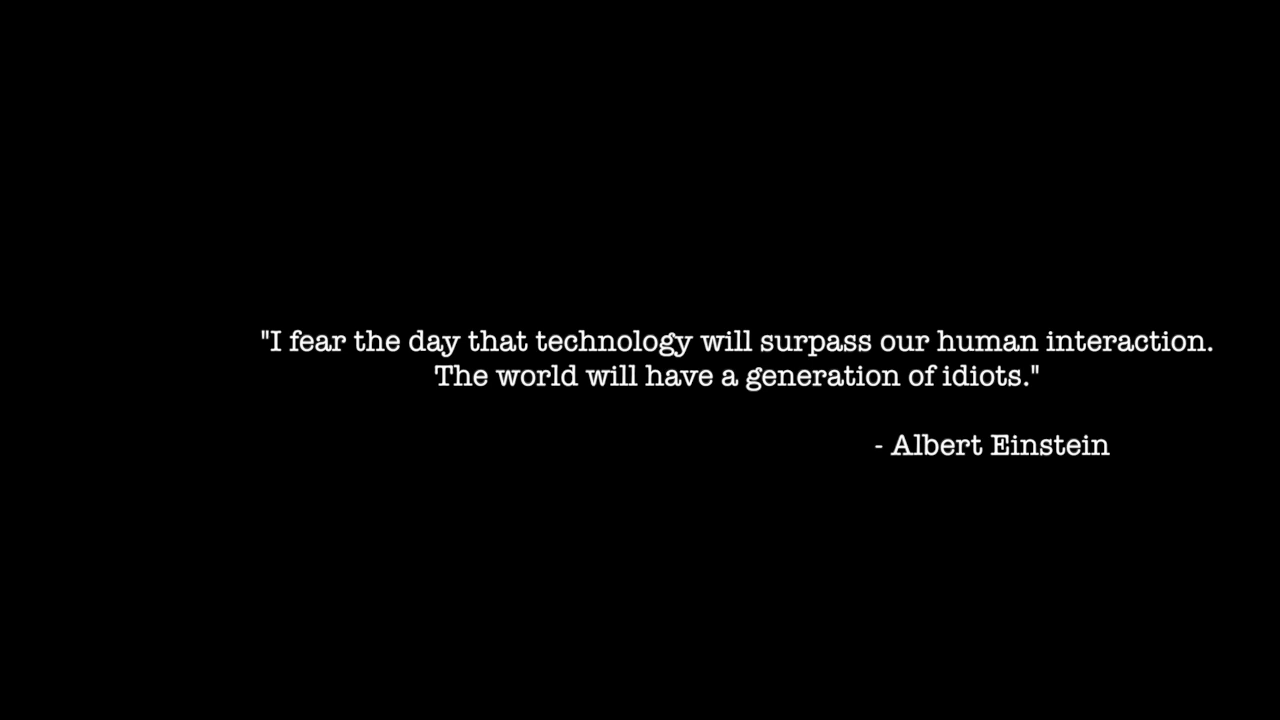 "I fear the day that technology will surpass our human interaction.
The world will have a generation of idiots."
- Albert Einstein